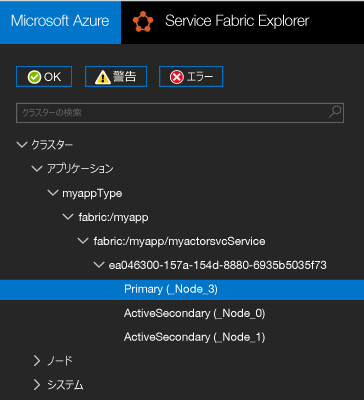 Microsoft Azure Service Fabric Explorer
OK 警告 エラー
クラスターの検索
クラスター
アプリケーション
myappType
fabric:/myapp
fabric:/myapp/myactorsvcService
ea046300-157a-154d-8880-6935b5035f73
Primary (_Node_3)
ActiveSecondary (_Node_0)
ActiveSecondary (_Node_1)
ノード
システム